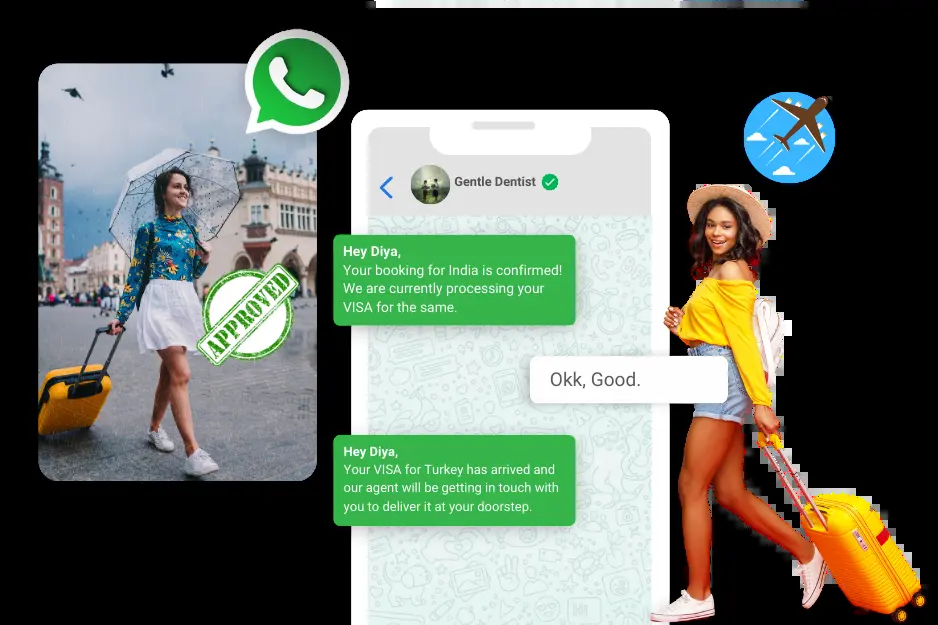 Gentle Dentist
APPROVED
Hey Diya,
Your booking for India is confirmed!
We are currently processing your
VISA for the same.
Okk, Good.
Hey Diya,
Your VISA for Turkey has arrived and
our agent will be getting in touch with
you to deliver it at your doorstep.